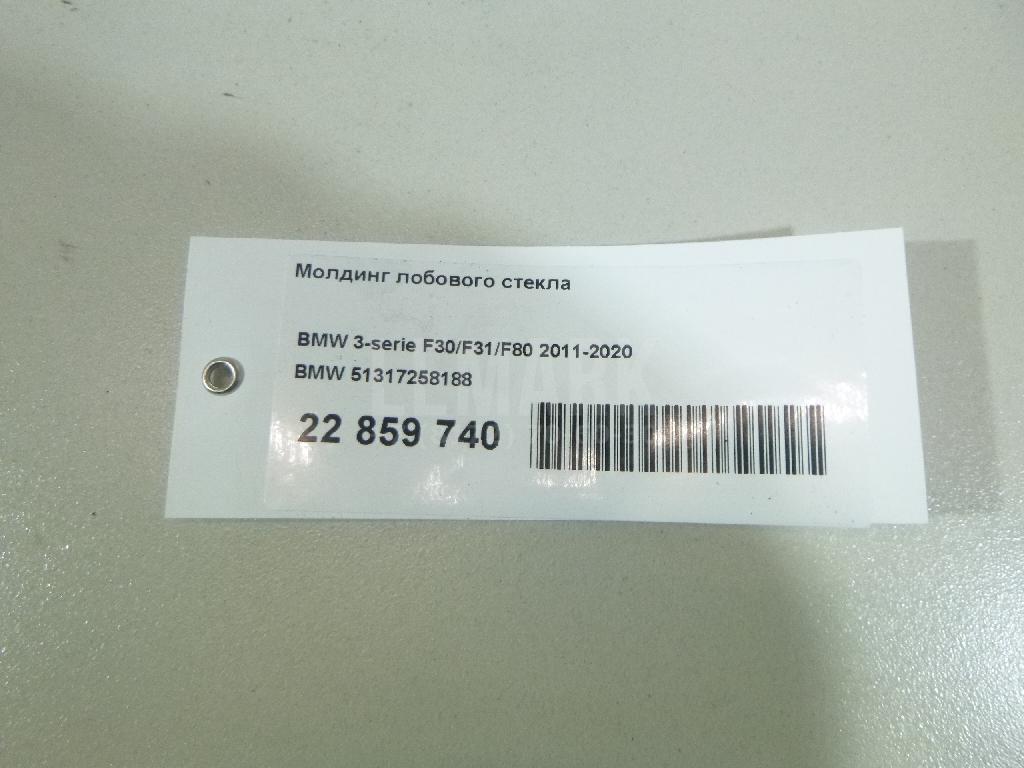 Молдинг лобового стекла
BMW 3-serie F30/F31/F80 2011-2020
BMW 51317258188
22 859 740